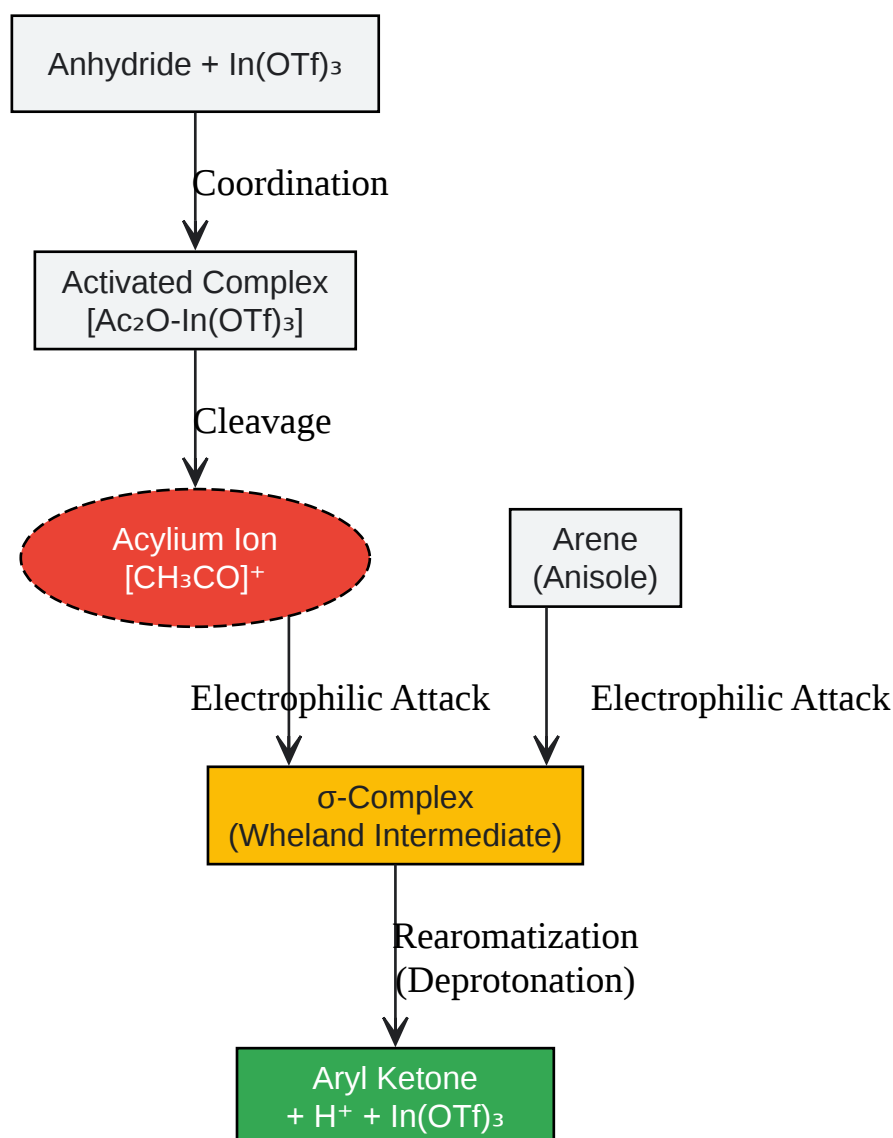 Anhydride + In(OTf)₃
Coordination
Activated Complex
[Ac₂O-In(OTf)₃]
Cleavage
Acylium Ion
[CH₃CO]⁺
Arene
(Anisole)
Electrophilic Attack
Electrophilic Attack
σ-Complex
(Wheland Intermediate)
Rearomatization
(Deprotonation)
Aryl Ketone
+ H⁺ + In(OTf)₃